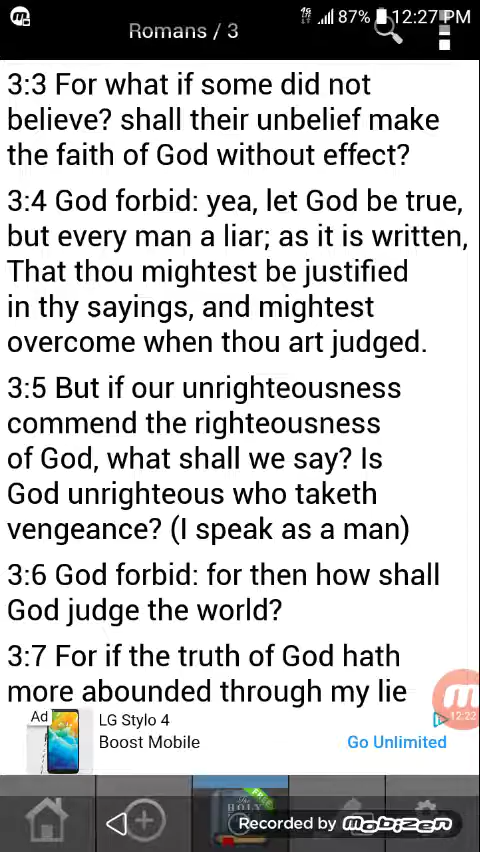 Romans / 3
87% 12:27 PM
3:3 For what if some did not
believe? shall their unbelief make
the faith of God without effect?
3:4 God forbid: yea, let God be true,
but every man a liar; as it is written,
That thou mightest be justified
in thy sayings, and mightest
overcome when thou art judged.
3:5 But if our unrighteousness
commend the righteousness
of God, what shall we say? Is
God unrighteous who taketh
vengeance? (I speak as a man)
3:6 God forbid: for then how shall
God judge the world?
3:7 For if the truth of God hath
more abounded through my lie
12:22
Ad
LG Stylo 4
Boost Mobile
Go Unlimited
FREE
The
HOLY
Recorded by mobizen